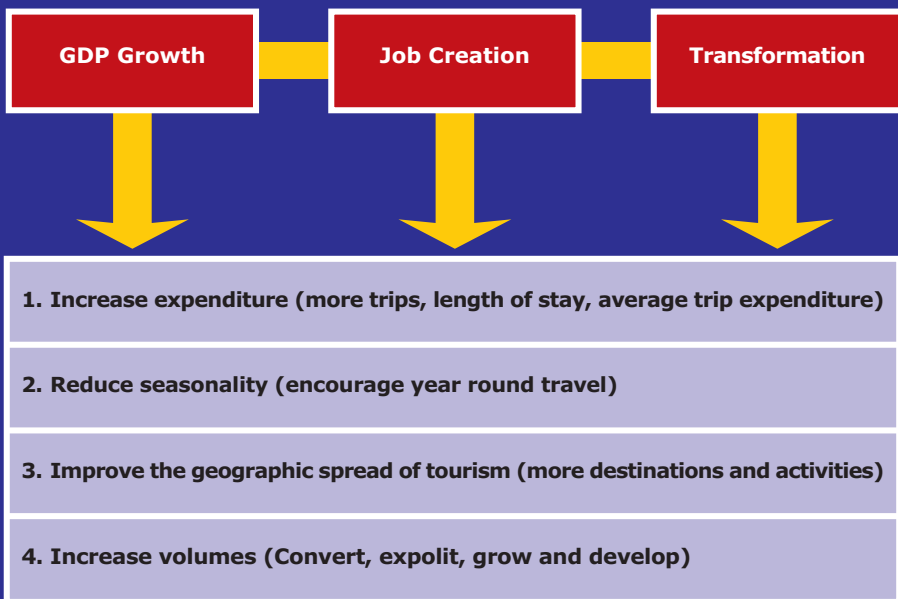 GDP Growth
Job Creation
Transformation
1. Increase expenditure (more trips, length of stay, average trip expenditure)
2. Reduce seasonality (encourage year round travel)
3. Improve the geographic spread of tourism (more destinations and activities)
4. Increase volumes (Convert, expolit, grow and develop)